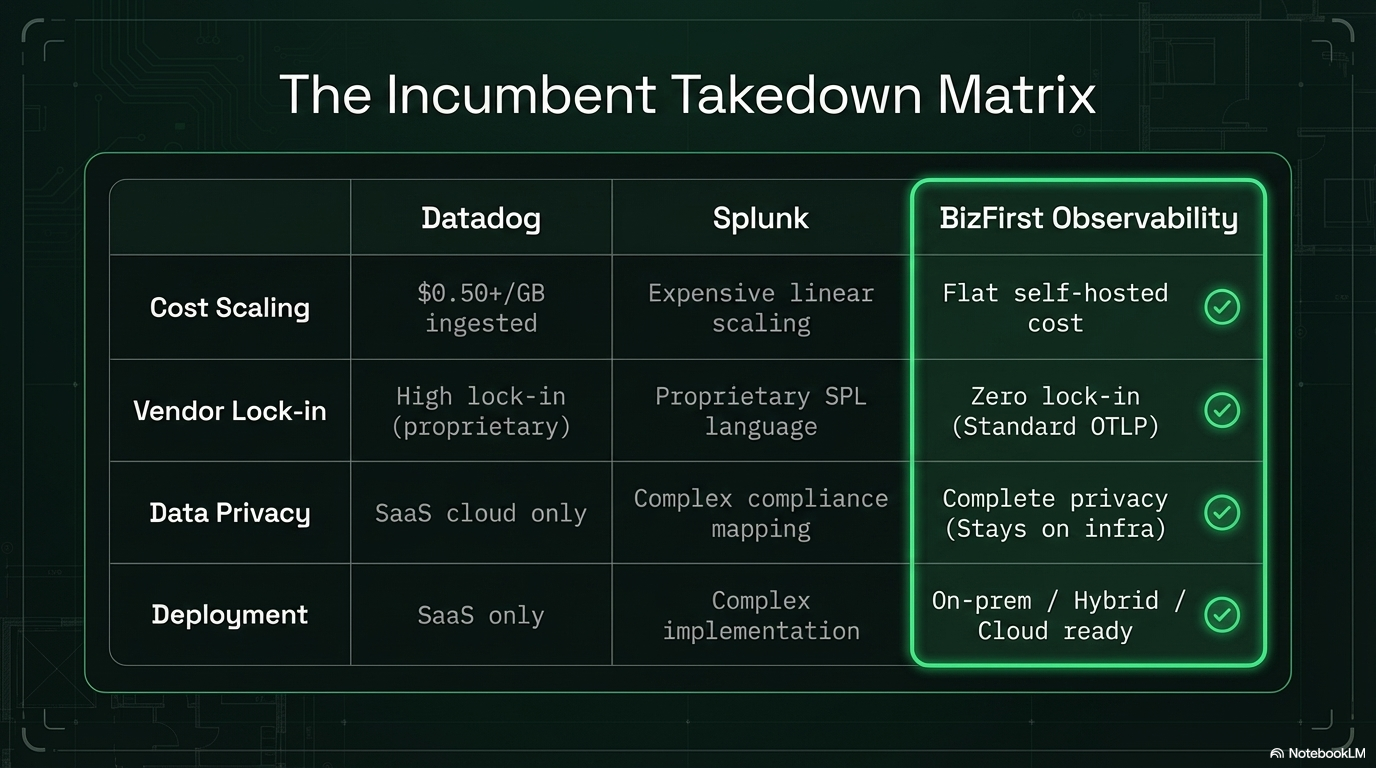 The Incumbent Takedown Matrix
Datadog
Splunk
BizFirst Observability
Cost Scaling
$0.50+/GB
ingested
Expensive linear
scaling
Flat self-hosted
cost
Vendor Lock-in
High lock-in
(proprietary)
Proprietary SPL
language
Zero lock-in
(Standard OTLP)
Data Privacy
SaaS cloud only
Complex compliance
mapping
Complete privacy
(Stays on infra)
Deployment
SaaS only
Complex
implementation
On-prem / Hybrid /
Cloud ready
NotebookLM